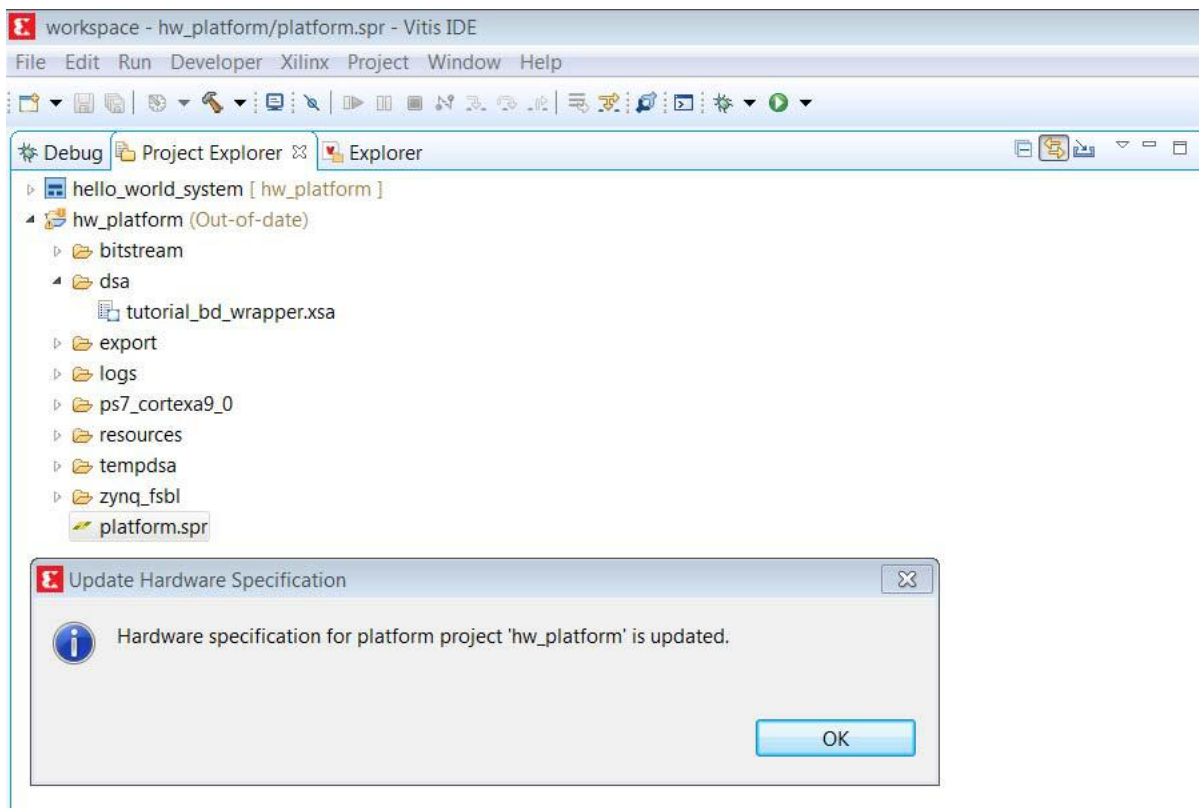 workspace - hw_platform/platform.spr - Vitis IDE
File Edit Run Developer Xilinx Project Window Help
Debug Project Explorer Explorer
hello_world_system [ hw_platform ]
hw_platform (Out-of-date)
bitstream
dsa
tutorial_bd_wrapper.xsa
export
logs
ps7_cortexa9_0
resources
tempdsa
zynq_fsbl
platform.spr
Update Hardware Specification
Hardware specification for platform project 'hw_platform' is updated.
OK